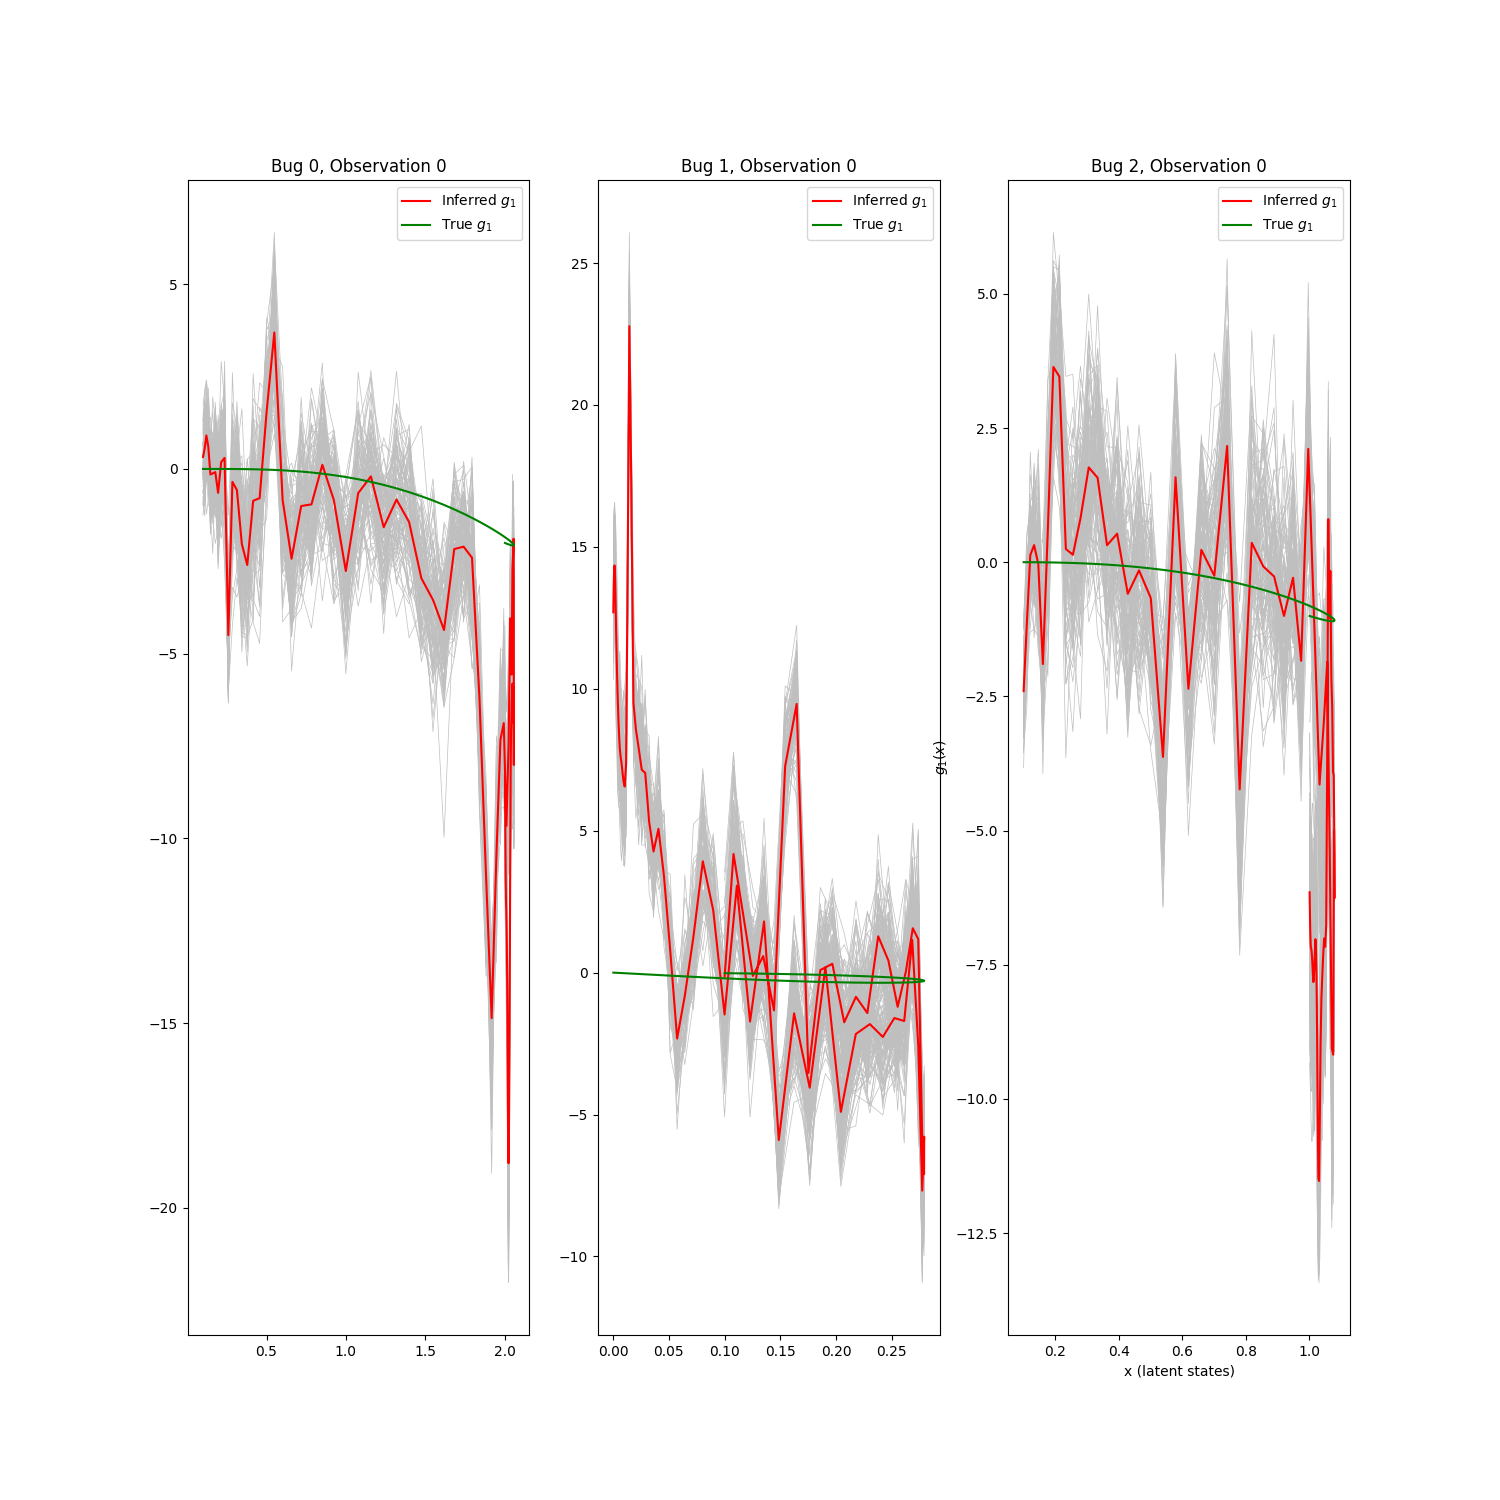 Bug 0, Observation 0
Inferred g₁
True g₁
5
0
−5
−10
−15
−20
0.5 1.0 1.5 2.0
Bug 1, Observation 0
Inferred g₁
True g₁
25
20
15
10
5
0
−5
−10
0.00 0.05 0.10 0.15 0.20 0.25
Bug 2, Observation 0
Inferred g₁
True g₁
g₁(x)
5.0
2.5
0.0
−2.5
−5.0
−7.5
−10.0
−12.5
0.2 0.4 0.6 0.8 1.0
x (latent states)